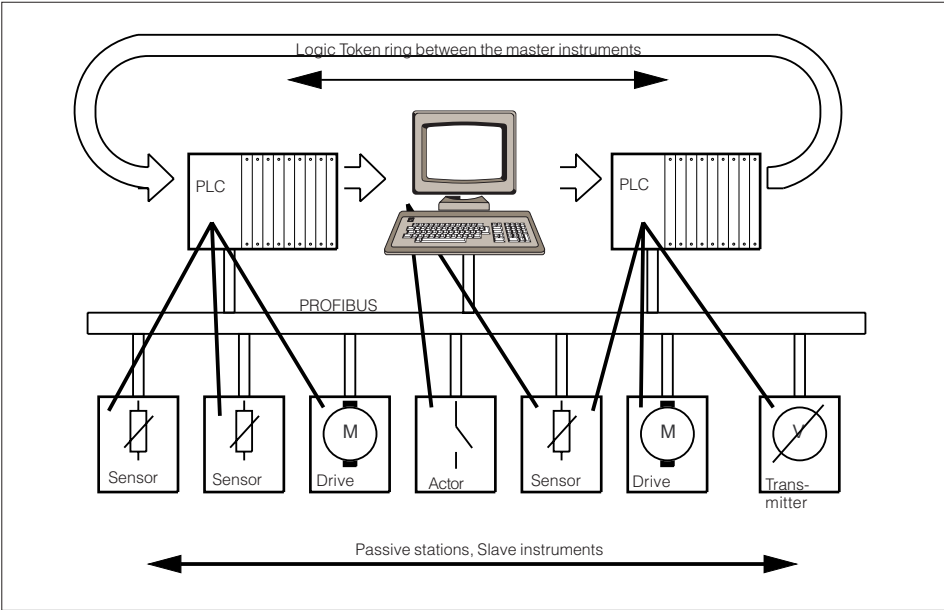 Logic Token ring between the master instruments
PLC
PLC
PROFIBUS
M
M
V
Sensor
Sensor
Drive
Actor
Sensor
Drive
Trans-
mitter
Passive stations, Slave instruments